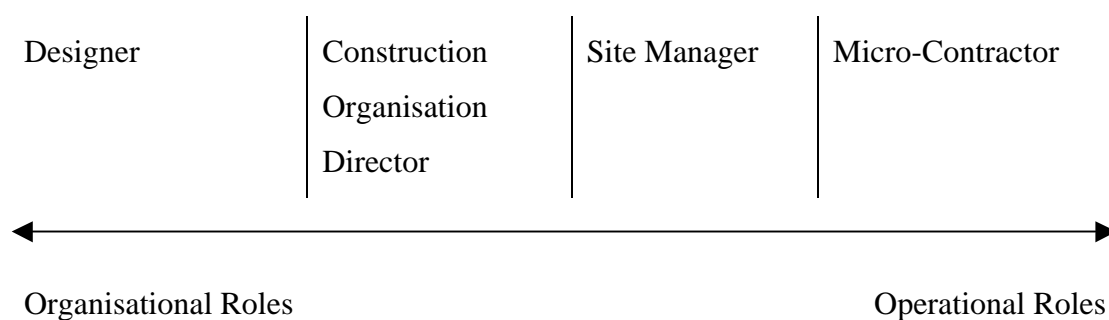 Designer
Construction
Organisation
Director
Site Manager
Micro-Contractor
Organisational Roles
Operational Roles